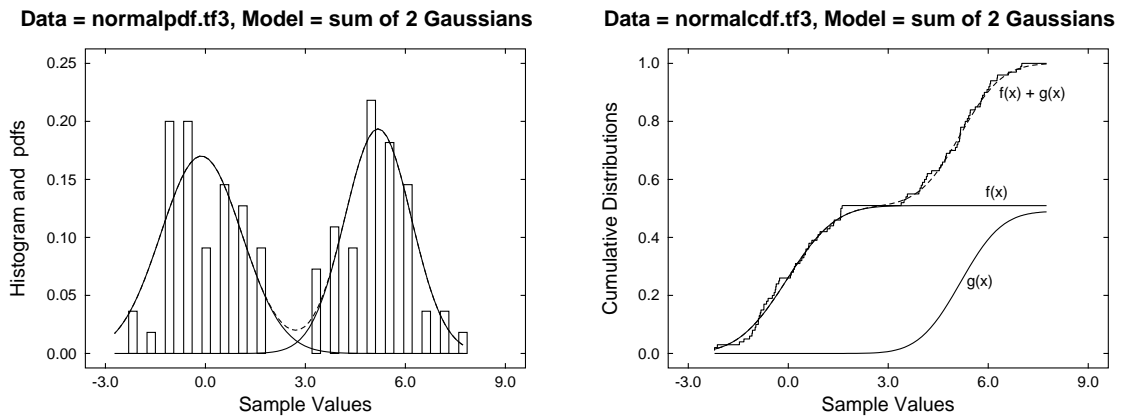 Data = normalpdf.tf3, Model = sum of 2 Gaussians
0.25
0.20
0.15
0.10
0.05
0.00
Histogram and pdfs
-3.0 0.0 3.0 6.0 9.0
Sample Values
Data = normalcdf.tf3, Model = sum of 2 Gaussians
1.0
0.8
0.6
0.4
0.2
0.0
Cumulative Distributions
f(x) + g(x)
f(x)
g(x)
-3.0 0.0 3.0 6.0 9.0
Sample Values